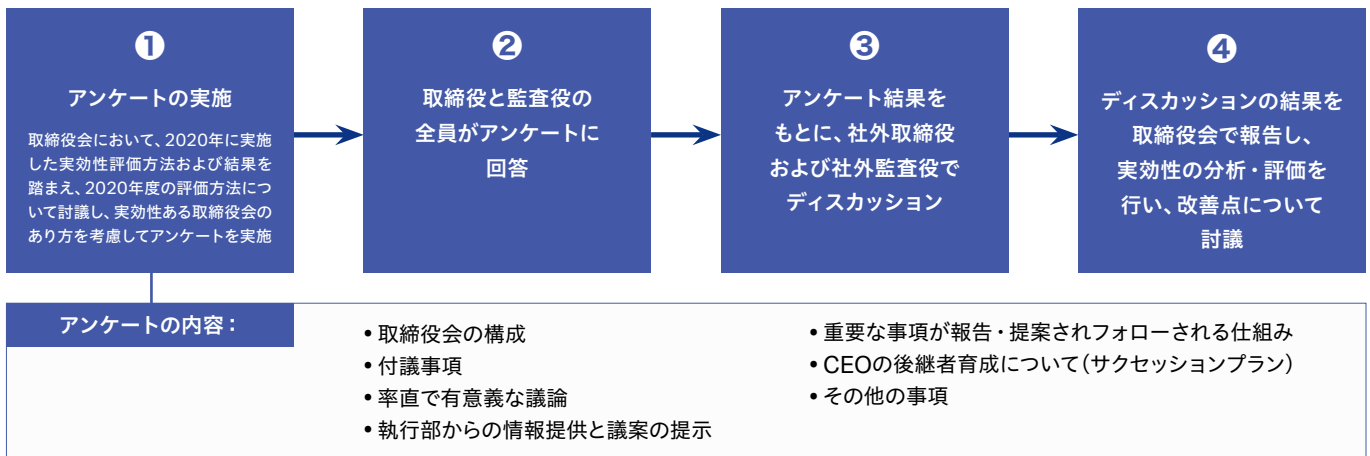 ❶
アンケートの実施
取締役会において、2020年に実施
した実効性評価方法および結果を
踏まえ、2020年度の評価方法につ
いて討議し、実効性ある取締役会の
あり方を考慮してアンケートを実施
❷
取締役と監査役の
全員がアンケートに
回答
❸
アンケート結果を
もとに、社外取締役
および社外監査役で
ディスカッション
❹
ディスカッションの結果を
取締役会で報告し、
実効性の分析・評価を
行い、改善点について
討議
アンケートの内容：
• 取締役会の構成
• 付議事項
• 率直で有意義な議論
• 執行部からの情報提供と議案の提示
• 重要な事項が報告・提案されフォローされる仕組み
• CEOの後継者育成について（サクセッションプラン）
• その他の事項